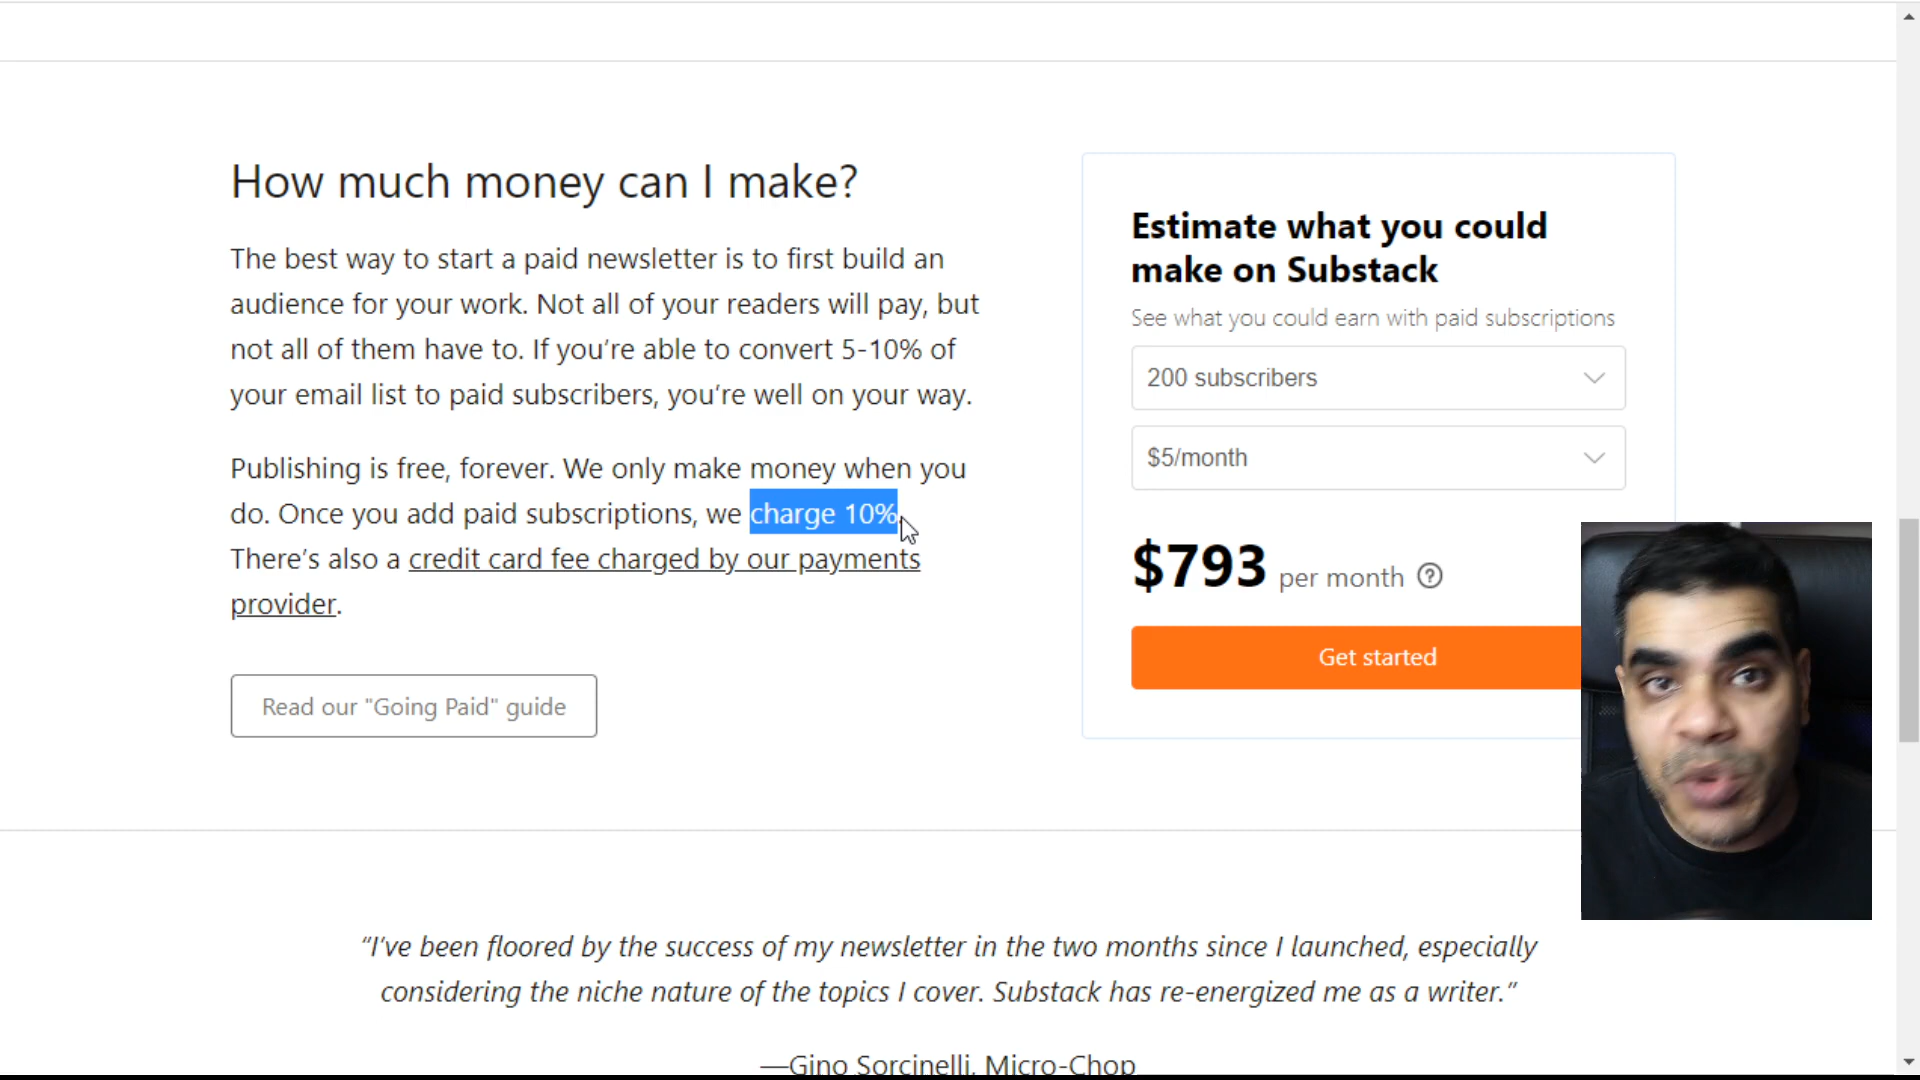 How much money can I make?
The best way to start a paid newsletter is to first build an
audience for your work. Not all of your readers will pay, but
not all of them have to. If you’re able to convert 5-10% of
your email list to paid subscribers, you’re well on your way.
Publishing is free, forever. We only make money when you
do. Once you add paid subscriptions, we charge 10%.
There’s also a credit card fee charged by our payments
provider.
Read our "Going Paid" guide
Estimate what you could
make on Substack
See what you could earn with paid subscriptions
200 subscribers
$5/month
$793 per month ?
Get started
“I’ve been floored by the success of my newsletter in the two months since I launched, especially
considering the niche nature of the topics I cover. Substack has re-energized me as a writer.”
—Gino Sorcinelli, Micro-Chop